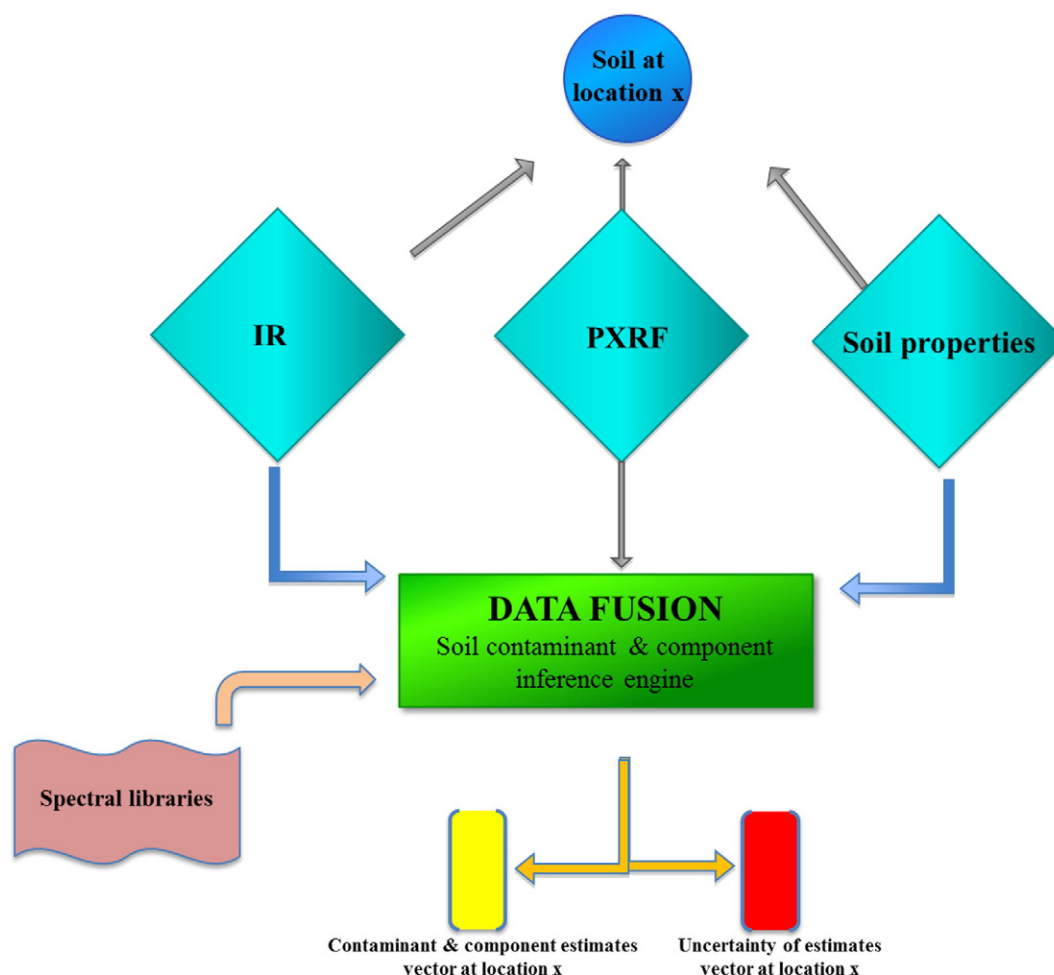 Soil at
location x
IR
PXRF
Soil properties
DATA FUSION
Soil contaminant & component
inference engine
Spectral libraries
Contaminant & component estimates
vector at location x
Uncertainty of estimates
vector at location x